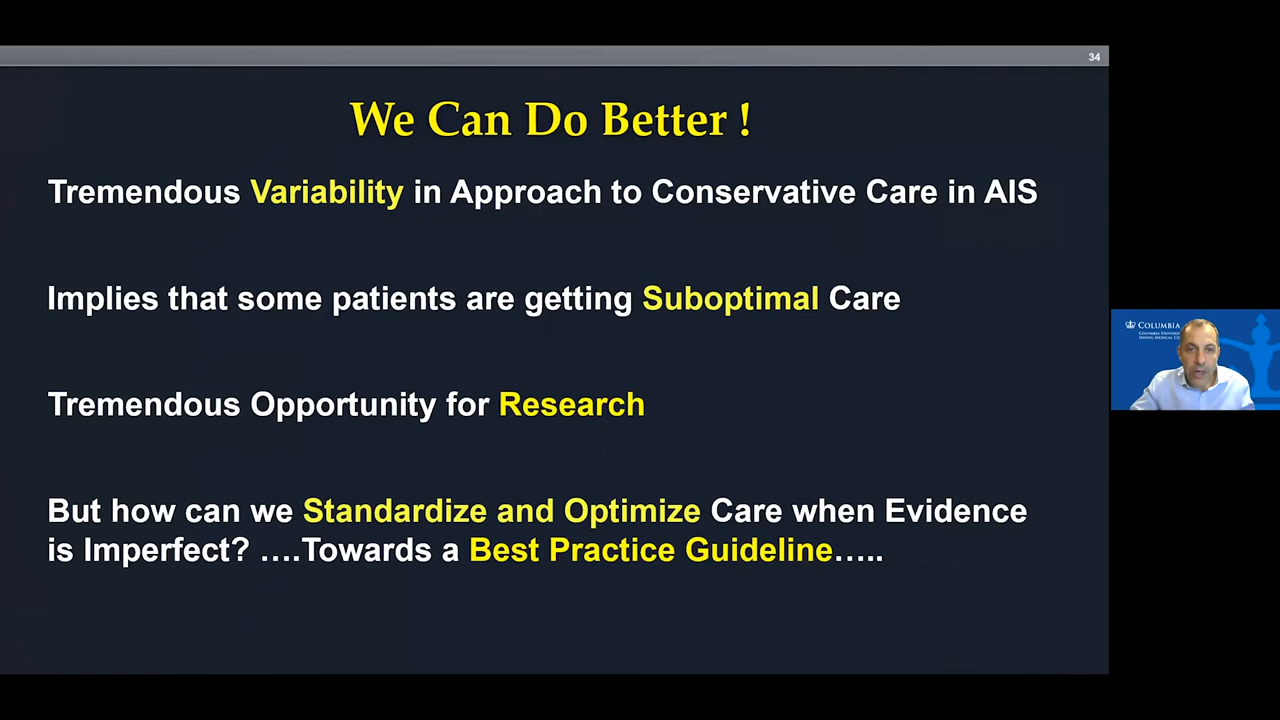 34
We Can Do Better !
Tremendous Variability in Approach to Conservative Care in AIS
Implies that some patients are getting Suboptimal Care
Tremendous Opportunity for Research
But how can we Standardize and Optimize Care when Evidence
is Imperfect? ….Towards a Best Practice Guideline…..
COLUMBIA
COLUMBIA